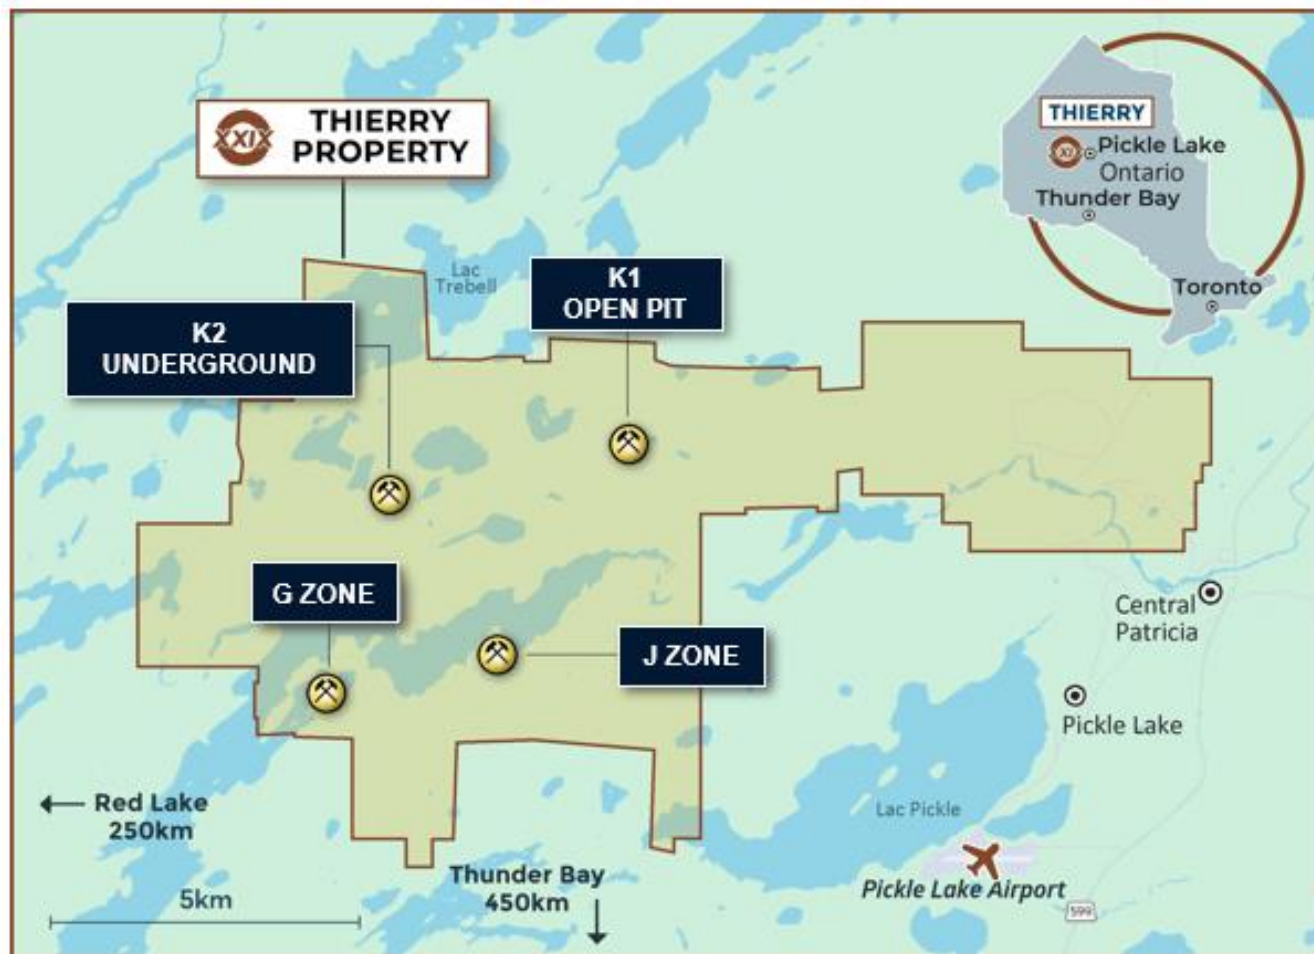 XXIX
THIERRY
PROPERTY
THIERRY
Pickle Lake
Ontario
Thunder Bay
Toronto
Lac
Trebell
K1
OPEN PIT
K2
UNDERGROUND
G ZONE
J ZONE
Central
Patricia
Pickle Lake
Red Lake
250km
Lac Pickle
Thunder Bay
450km
Pickle Lake Airport
5km
599